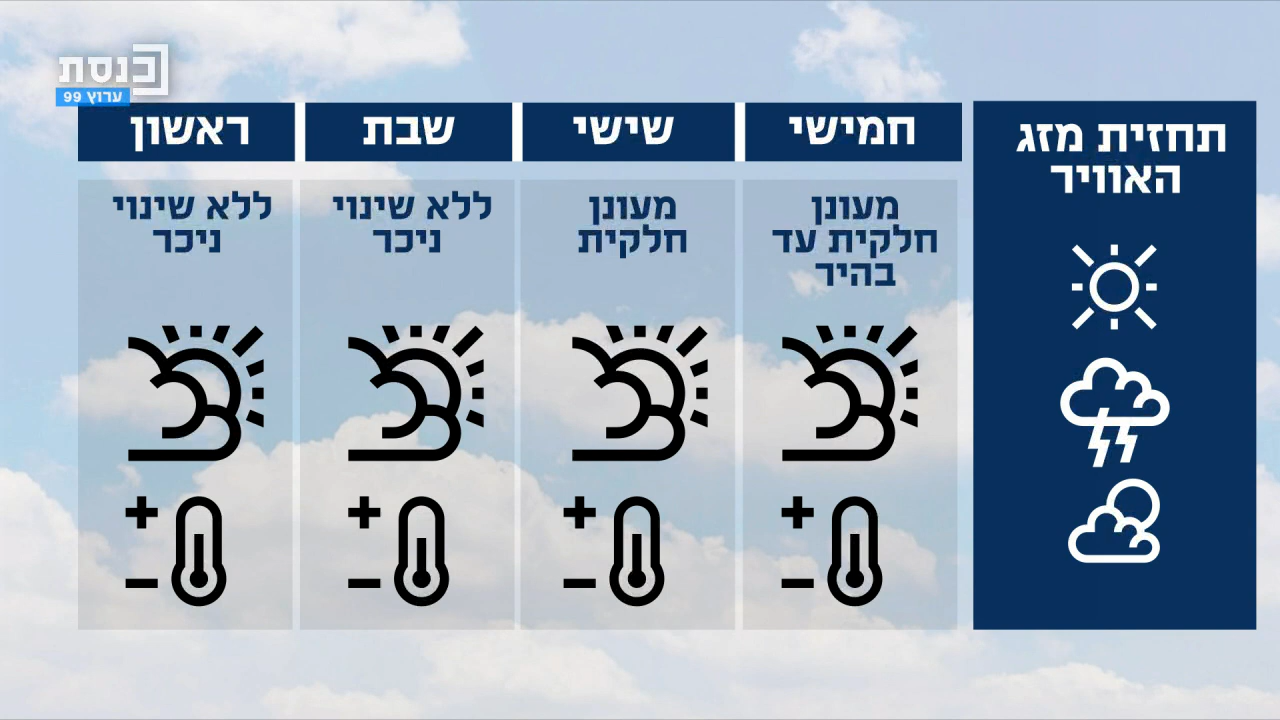 כנסת
ערוץ 99
תחזית מזג
האוויר
חמישי
מעונן
חלקית עד
בהיר
שישי
מעונן
חלקית
שבת
ללא שינוי
ניכר
ראשון
ללא שינוי
ניכר